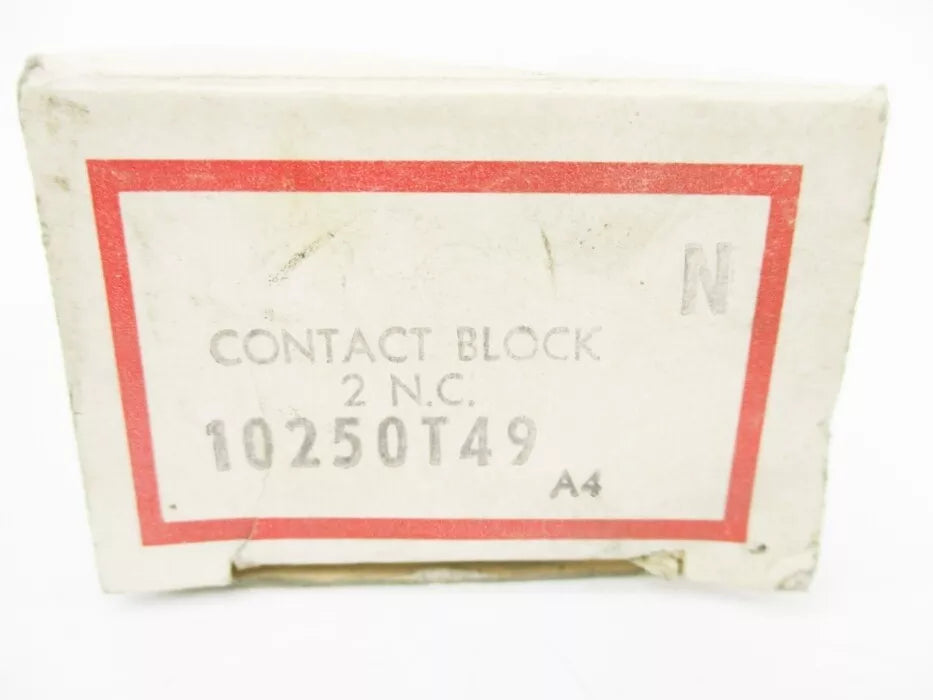 N
CONTACT BLOCK
2 N.C.
10250T49
A4